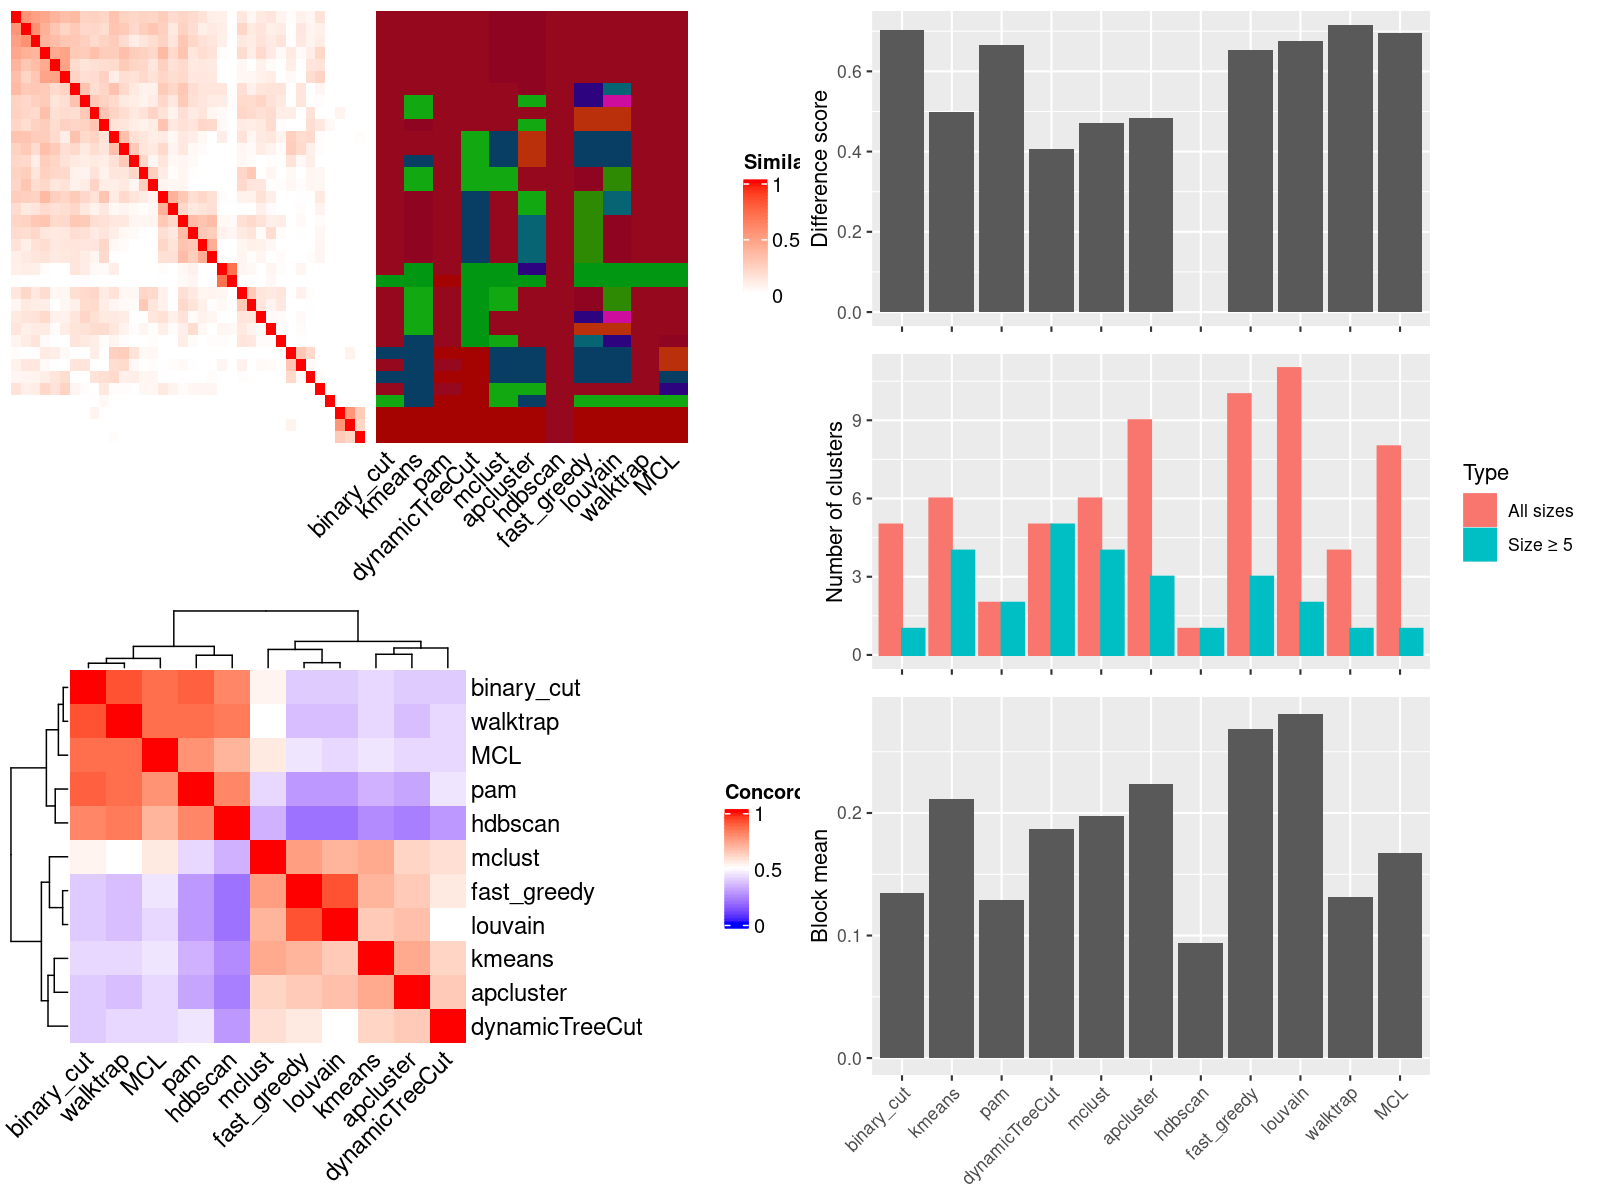 Simila
1
0.5
0
binary_cut
kmeans
pam
dynamicTreeCut
mclust
apcluster
hdbscan
fast_greedy
louvain
walktrap
MCL
binary_cut
walktrap
MCL
pam
hdbscan
mclust
fast_greedy
louvain
kmeans
apcluster
dynamicTreeCut
Concord
1
0.5
0
binary_cut
walktrap
MCL
pam
hdbscan
mclust
fast_greedy
louvain
kmeans
apcluster
dynamicTreeCut
Difference score
0.6
0.4
0.2
0.0
Number of clusters
9
6
3
0
Type
All sizes
Size ≥ 5
Block mean
0.2
0.1
0.0
binary_cut
kmeans
pam
dynamicTreeCut
mclust
apcluster
hdbscan
fast_greedy
louvain
walktrap
MCL